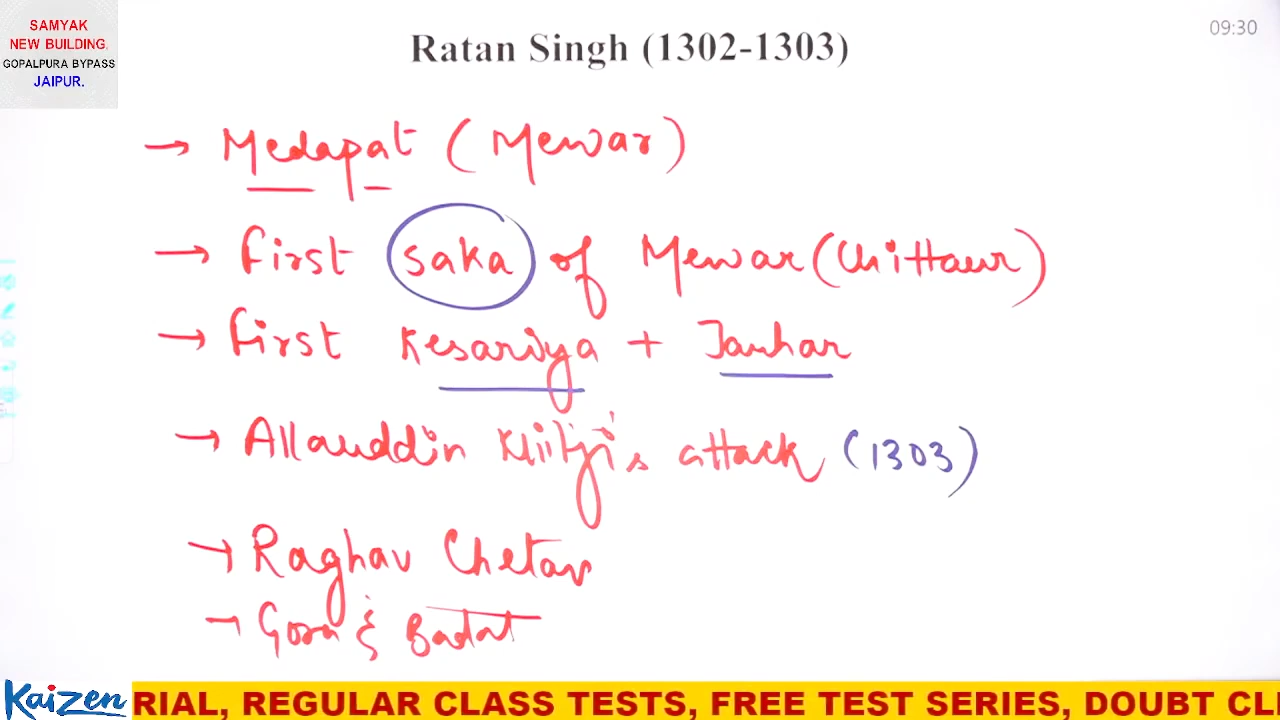 SAMYAK
NEW BUILDING,
GOPALPURA BYPASS
JAIPUR.
09:30
Ratan Singh (1302-1303)
→ Medapat (Mewar)
→ First saka of Mewar (Chittaur)
→ First Kesariya + Jauhar
→ Allauddin Khilji's attack (1303)
→ Raghav Chetan
→ Gora & Badal
Kaizen
RIAL, REGULAR CLASS TESTS, FREE TEST SERIES, DOUBT CL